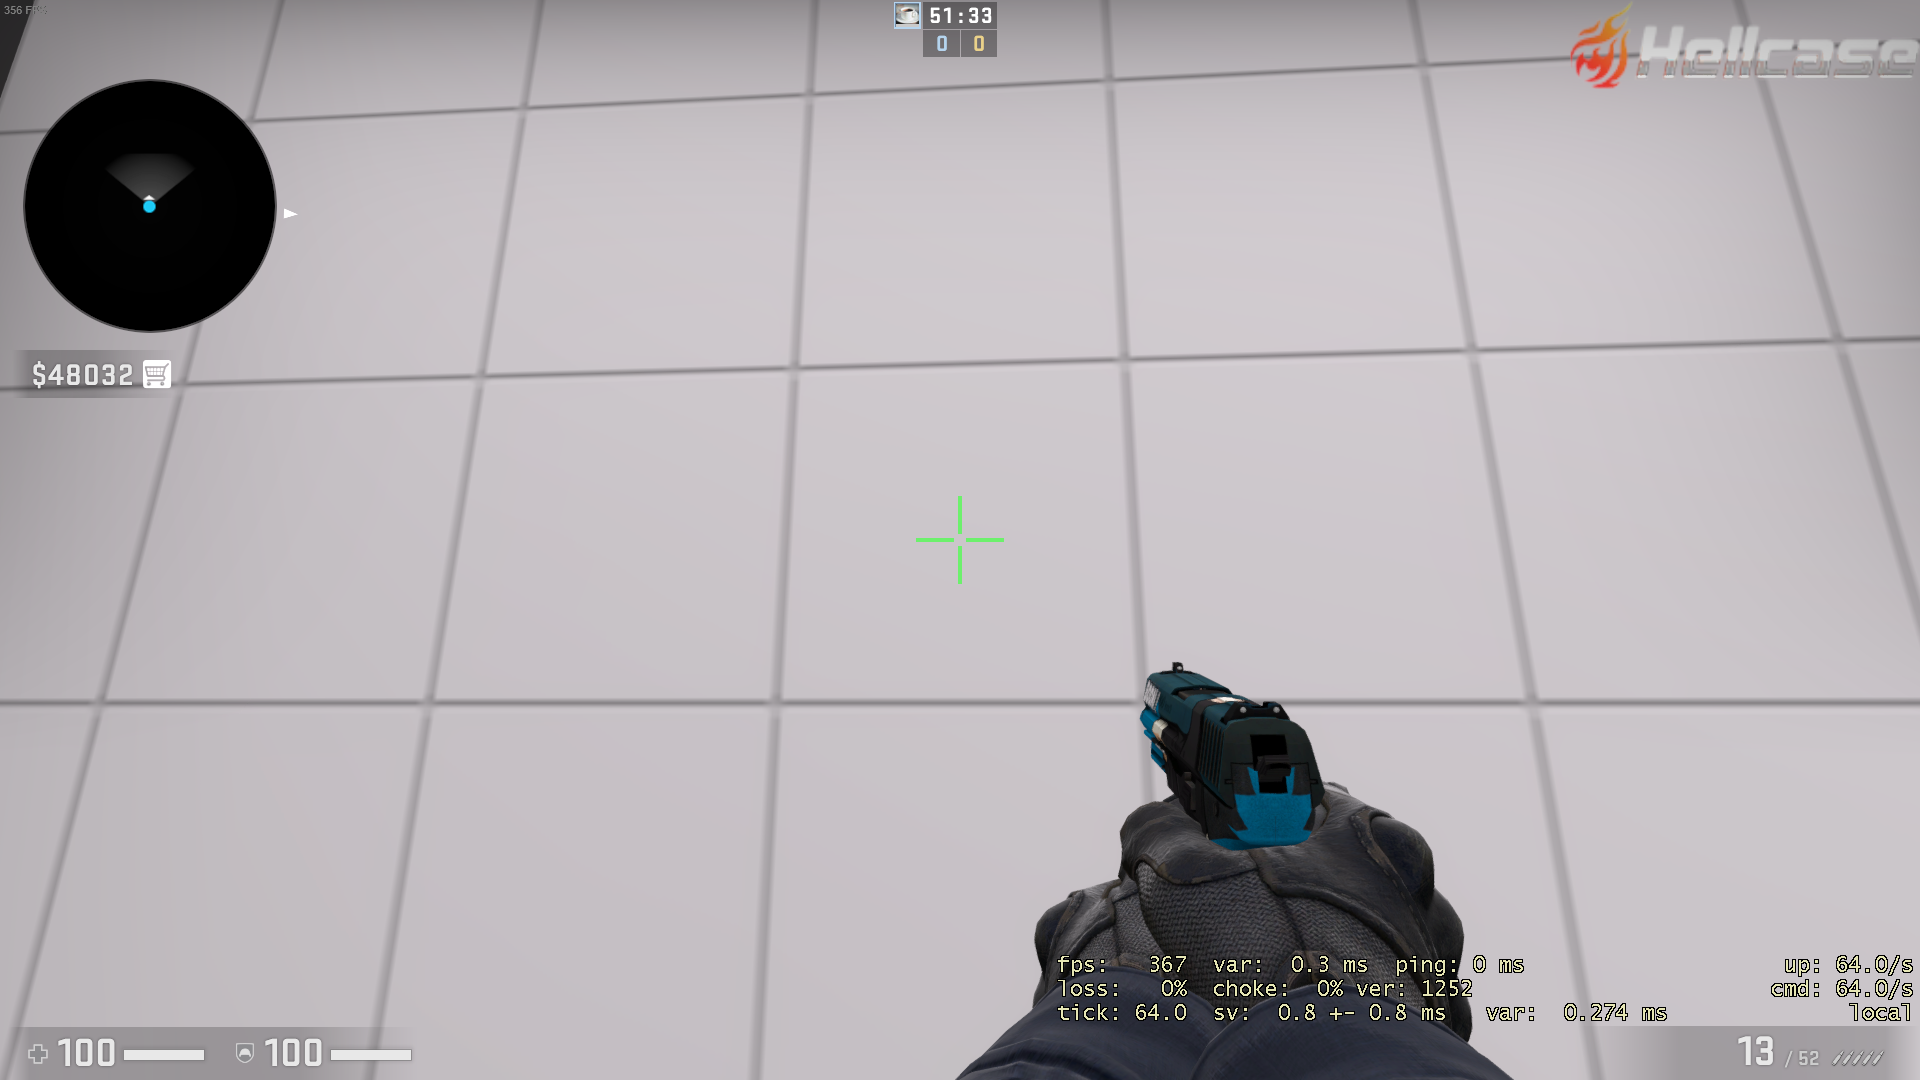 356 FPS
51:33
0 0
Hellcase
$48032
fps: 367 var: 0.3 ms ping: 0 ms up: 64.0/s
loss: 0% choke: 0% ver: 1252 cmd: 64.0/s
tick: 64.0 sv: 0.8 +- 0.8 ms var: 0.274 ms local
100 100 13 / 52